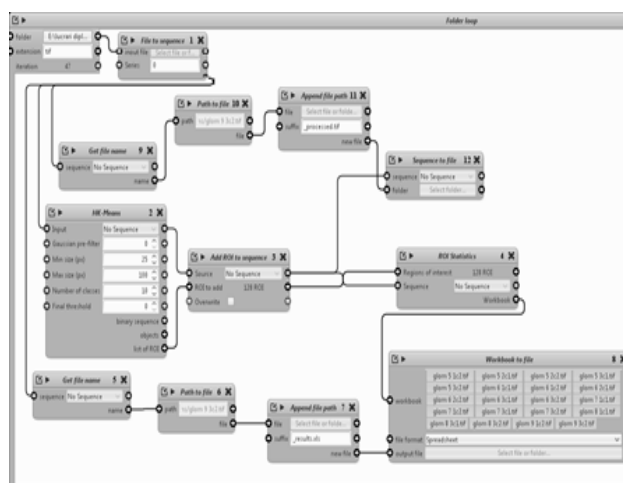 Folder loop
folder
extension tif
iteration 47
File to sequence 1
input file Select file or f...
Series 0
Path to file 10
path
file
Append file path 11
file Select file or folder...
suffix _processed.tif
new file
Get file name 9
sequence No Sequence
name
Sequence to file 12
sequence No Sequence
folder Select folder...
HK-Means 2
Input No Sequence
Gaussian pre-filter 0
Min size (px) 25
Max size (px) 100
Number of classes 10
Final threshold 0
binary sequence
objects
list of ROI
Add ROI to sequence 3
Source No Sequence
ROI to add 128 ROI
Overwrite
ROI Statistics 4
Regions of interest 128 ROI
Sequence No Sequence
Workbook
Get file name 5
sequence No Sequence
name
Path to file 6
path
file
Append file path 7
file Select file or folder...
suffix _results.xls
new file
Workbook to file 8
workbook
file format Spreadsheet
output file Select file or folder...